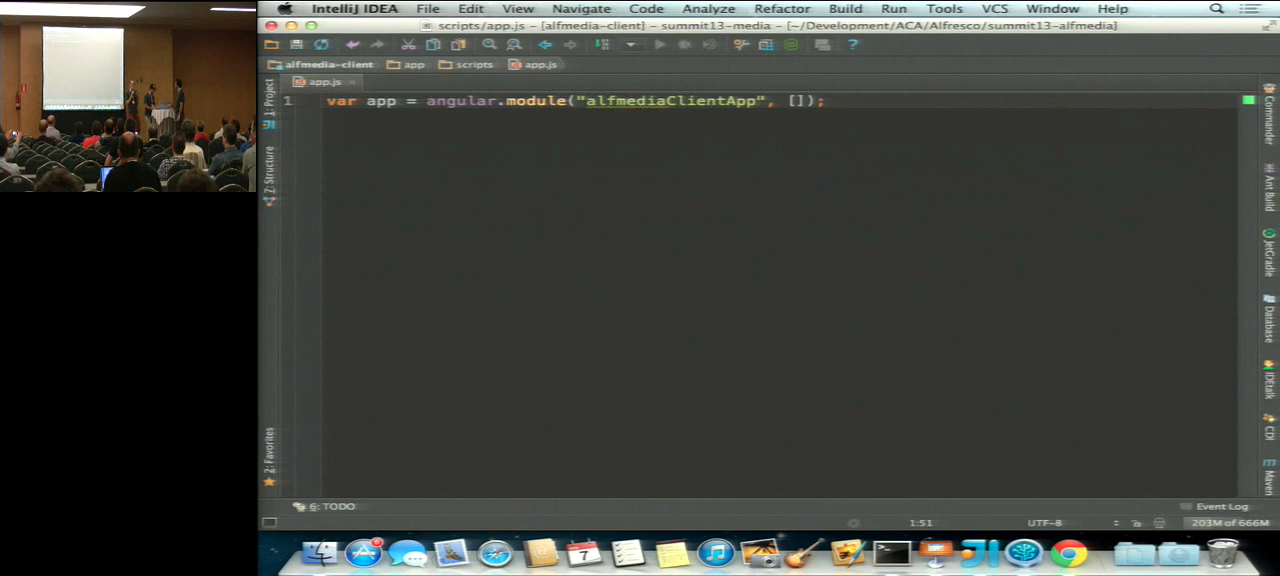 IntelliJ IDEA File Edit View Navigate Code Analyze Refactor Build Run Tools VCS Window Help
scripts/app.js – [alfmedia-client] – summit13-media – [~/Development/ACA/Alfresco/summit13-alfmedia]
alfmedia-client app scripts app.js
app.js
1 var app = angular.module("alfmediaClientApp", []);
1: Project
7: Structure
2: Favorites
Commander
Ant Build
JetGradle
Database
IDEtalk
CDI
Maven
6: TODO
Event Log
1:51 UTF-8 203M of 666M
7